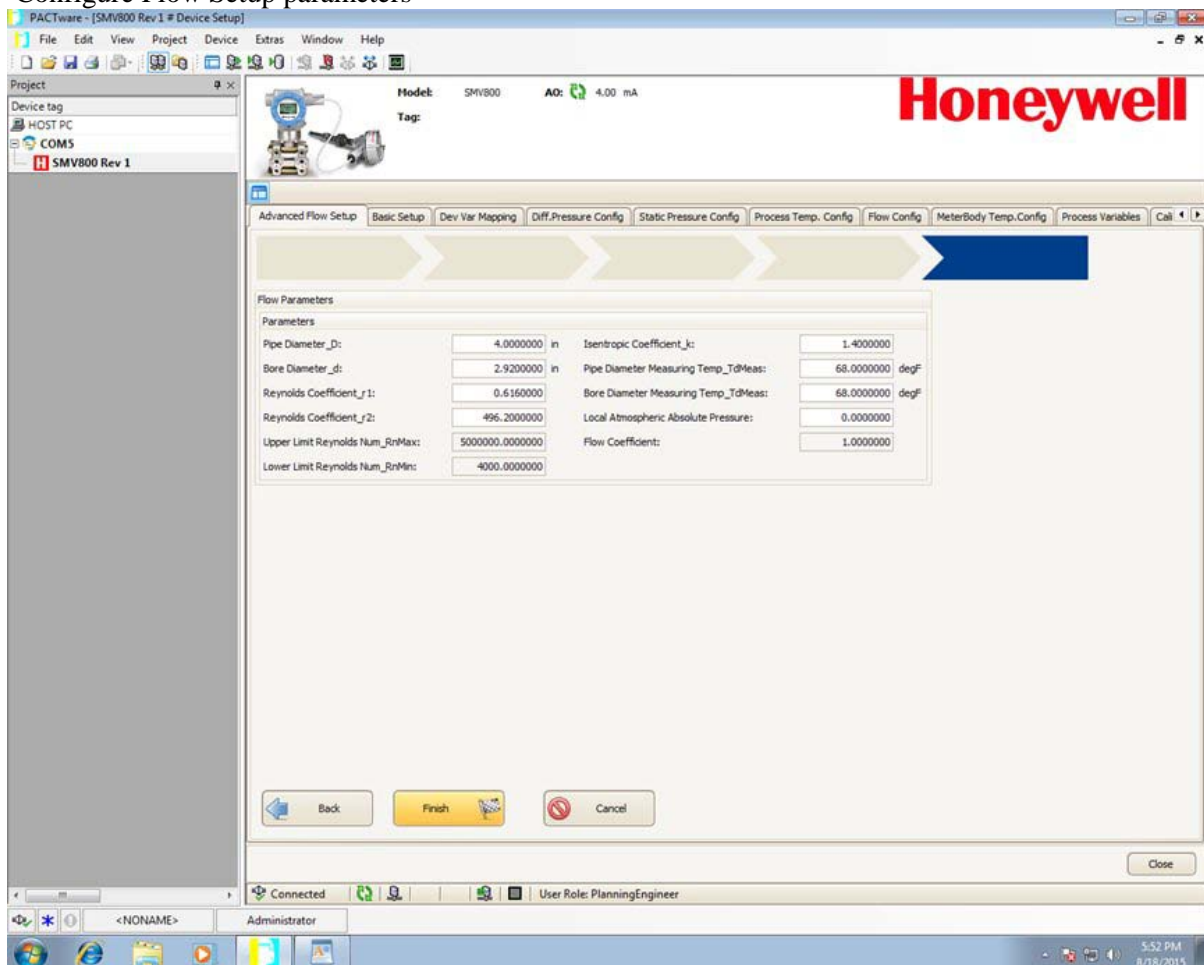 Configure Flow Setup parameters
PACTware - [SMV800 Rev 1 # Device Setup]
File Edit View Project Device Extras Window Help
Project
Device tag
HOST PC
COM5
SMV800 Rev 1
Model: SMV800 AO: 4.00 mA
Tag:
Honeywell
Advanced Flow Setup Basic Setup Dev Var Mapping Diff.Pressure Config Static Pressure Config Process Temp. Config Flow Config MeterBody Temp.Config Process Variables Cali
Flow Parameters
Parameters
Pipe Diameter_D: 4.0000000 in Isentropic Coefficient_k: 1.4000000
Bore Diameter_d: 2.9200000 in Pipe Diameter Measuring Temp_TdMeas: 68.0000000 degF
Reynolds Coefficient_r1: 0.6160000 Bore Diameter Measuring Temp_TdMeas: 68.0000000 degF
Reynolds Coefficient_r2: 496.2000000 Local Atmospheric Absolute Pressure: 0.0000000
Upper Limit Reynolds Num_RnMax: 5000000.0000000 Flow Coefficient: 1.0000000
Lower Limit Reynolds Num_RnMin: 4000.0000000
Back Finish Cancel
Close
Connected User Role: PlanningEngineer
<NONAME> Administrator
5:52 PM
8/18/2015